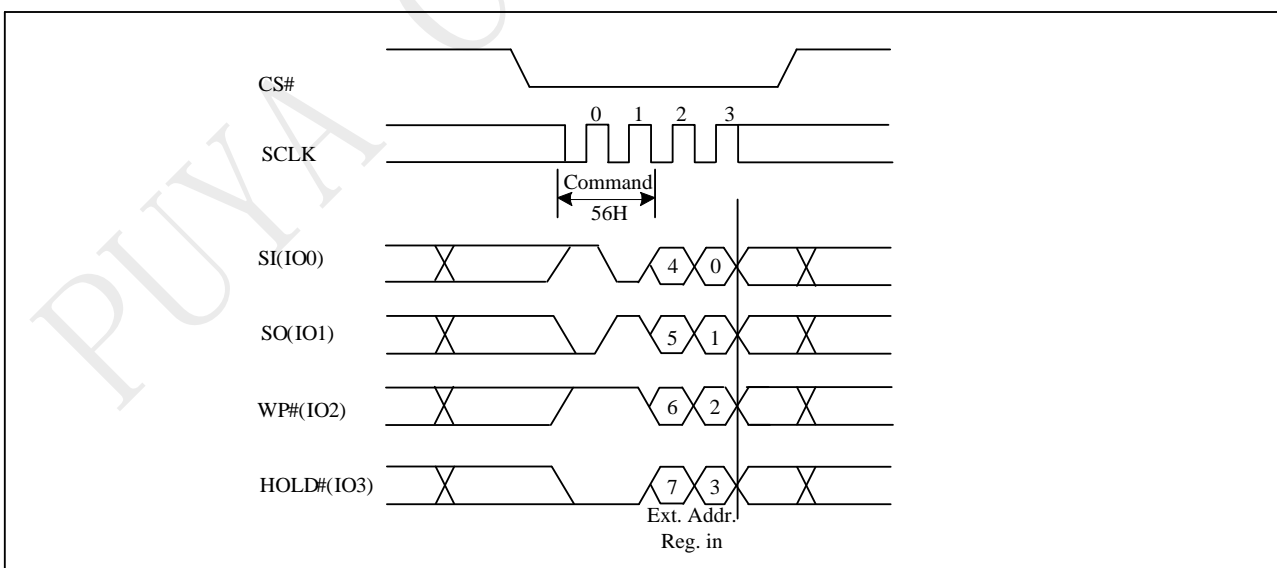 PUYA
CS#
0 1 2 3
SCLK
Command
56H
SI(IO0)
4 0
SO(IO1)
5 1
WP#(IO2)
6 2
HOLD#(IO3)
7 3
Ext. Addr.
Reg. in